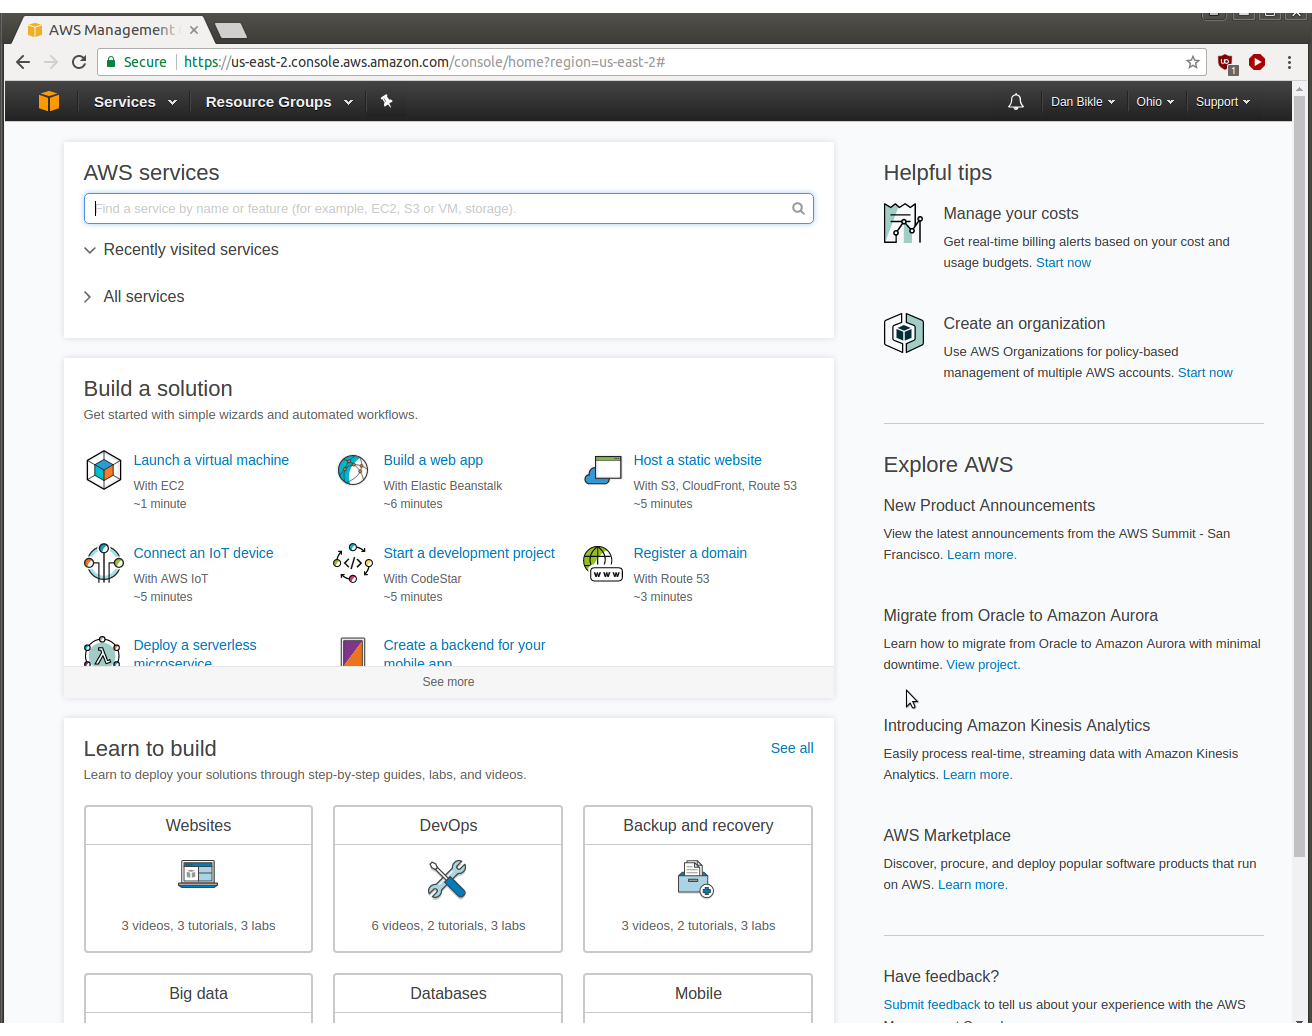 AWS Management
Secure
https://us-east-2.console.aws.amazon.com/console/home?region=us-east-2#
1
Services
Resource Groups
Dan Bikle
Ohio
Support
AWS services
Find a service by name or feature (for example, EC2, S3 or VM, storage).
Recently visited services
All services
Build a solution
Get started with simple wizards and automated workflows.
Launch a virtual machine
With EC2
~1 minute
Build a web app
With Elastic Beanstalk
~6 minutes
Host a static website
With S3, CloudFront, Route 53
~5 minutes
Connect an IoT device
With AWS IoT
~5 minutes
Start a development project
With CodeStar
~5 minutes
www
Register a domain
With Route 53
~3 minutes
Deploy a serverless
microservice
Create a backend for your
mobile app
See more
Learn to build
See all
Learn to deploy your solutions through step-by-step guides, labs, and videos.
Websites
3 videos, 3 tutorials, 3 labs
DevOps
6 videos, 2 tutorials, 3 labs
Backup and recovery
3 videos, 2 tutorials, 3 labs
Big data
Databases
Mobile
Helpful tips
Manage your costs
Get real-time billing alerts based on your cost and
usage budgets. Start now
Create an organization
Use AWS Organizations for policy-based
management of multiple AWS accounts. Start now
Explore AWS
New Product Announcements
View the latest announcements from the AWS Summit - San
Francisco. Learn more.
Migrate from Oracle to Amazon Aurora
Learn how to migrate from Oracle to Amazon Aurora with minimal
downtime. View project.
Introducing Amazon Kinesis Analytics
Easily process real-time, streaming data with Amazon Kinesis
Analytics. Learn more.
AWS Marketplace
Discover, procure, and deploy popular software products that run
on AWS. Learn more.
Have feedback?
Submit feedback to tell us about your experience with the AWS